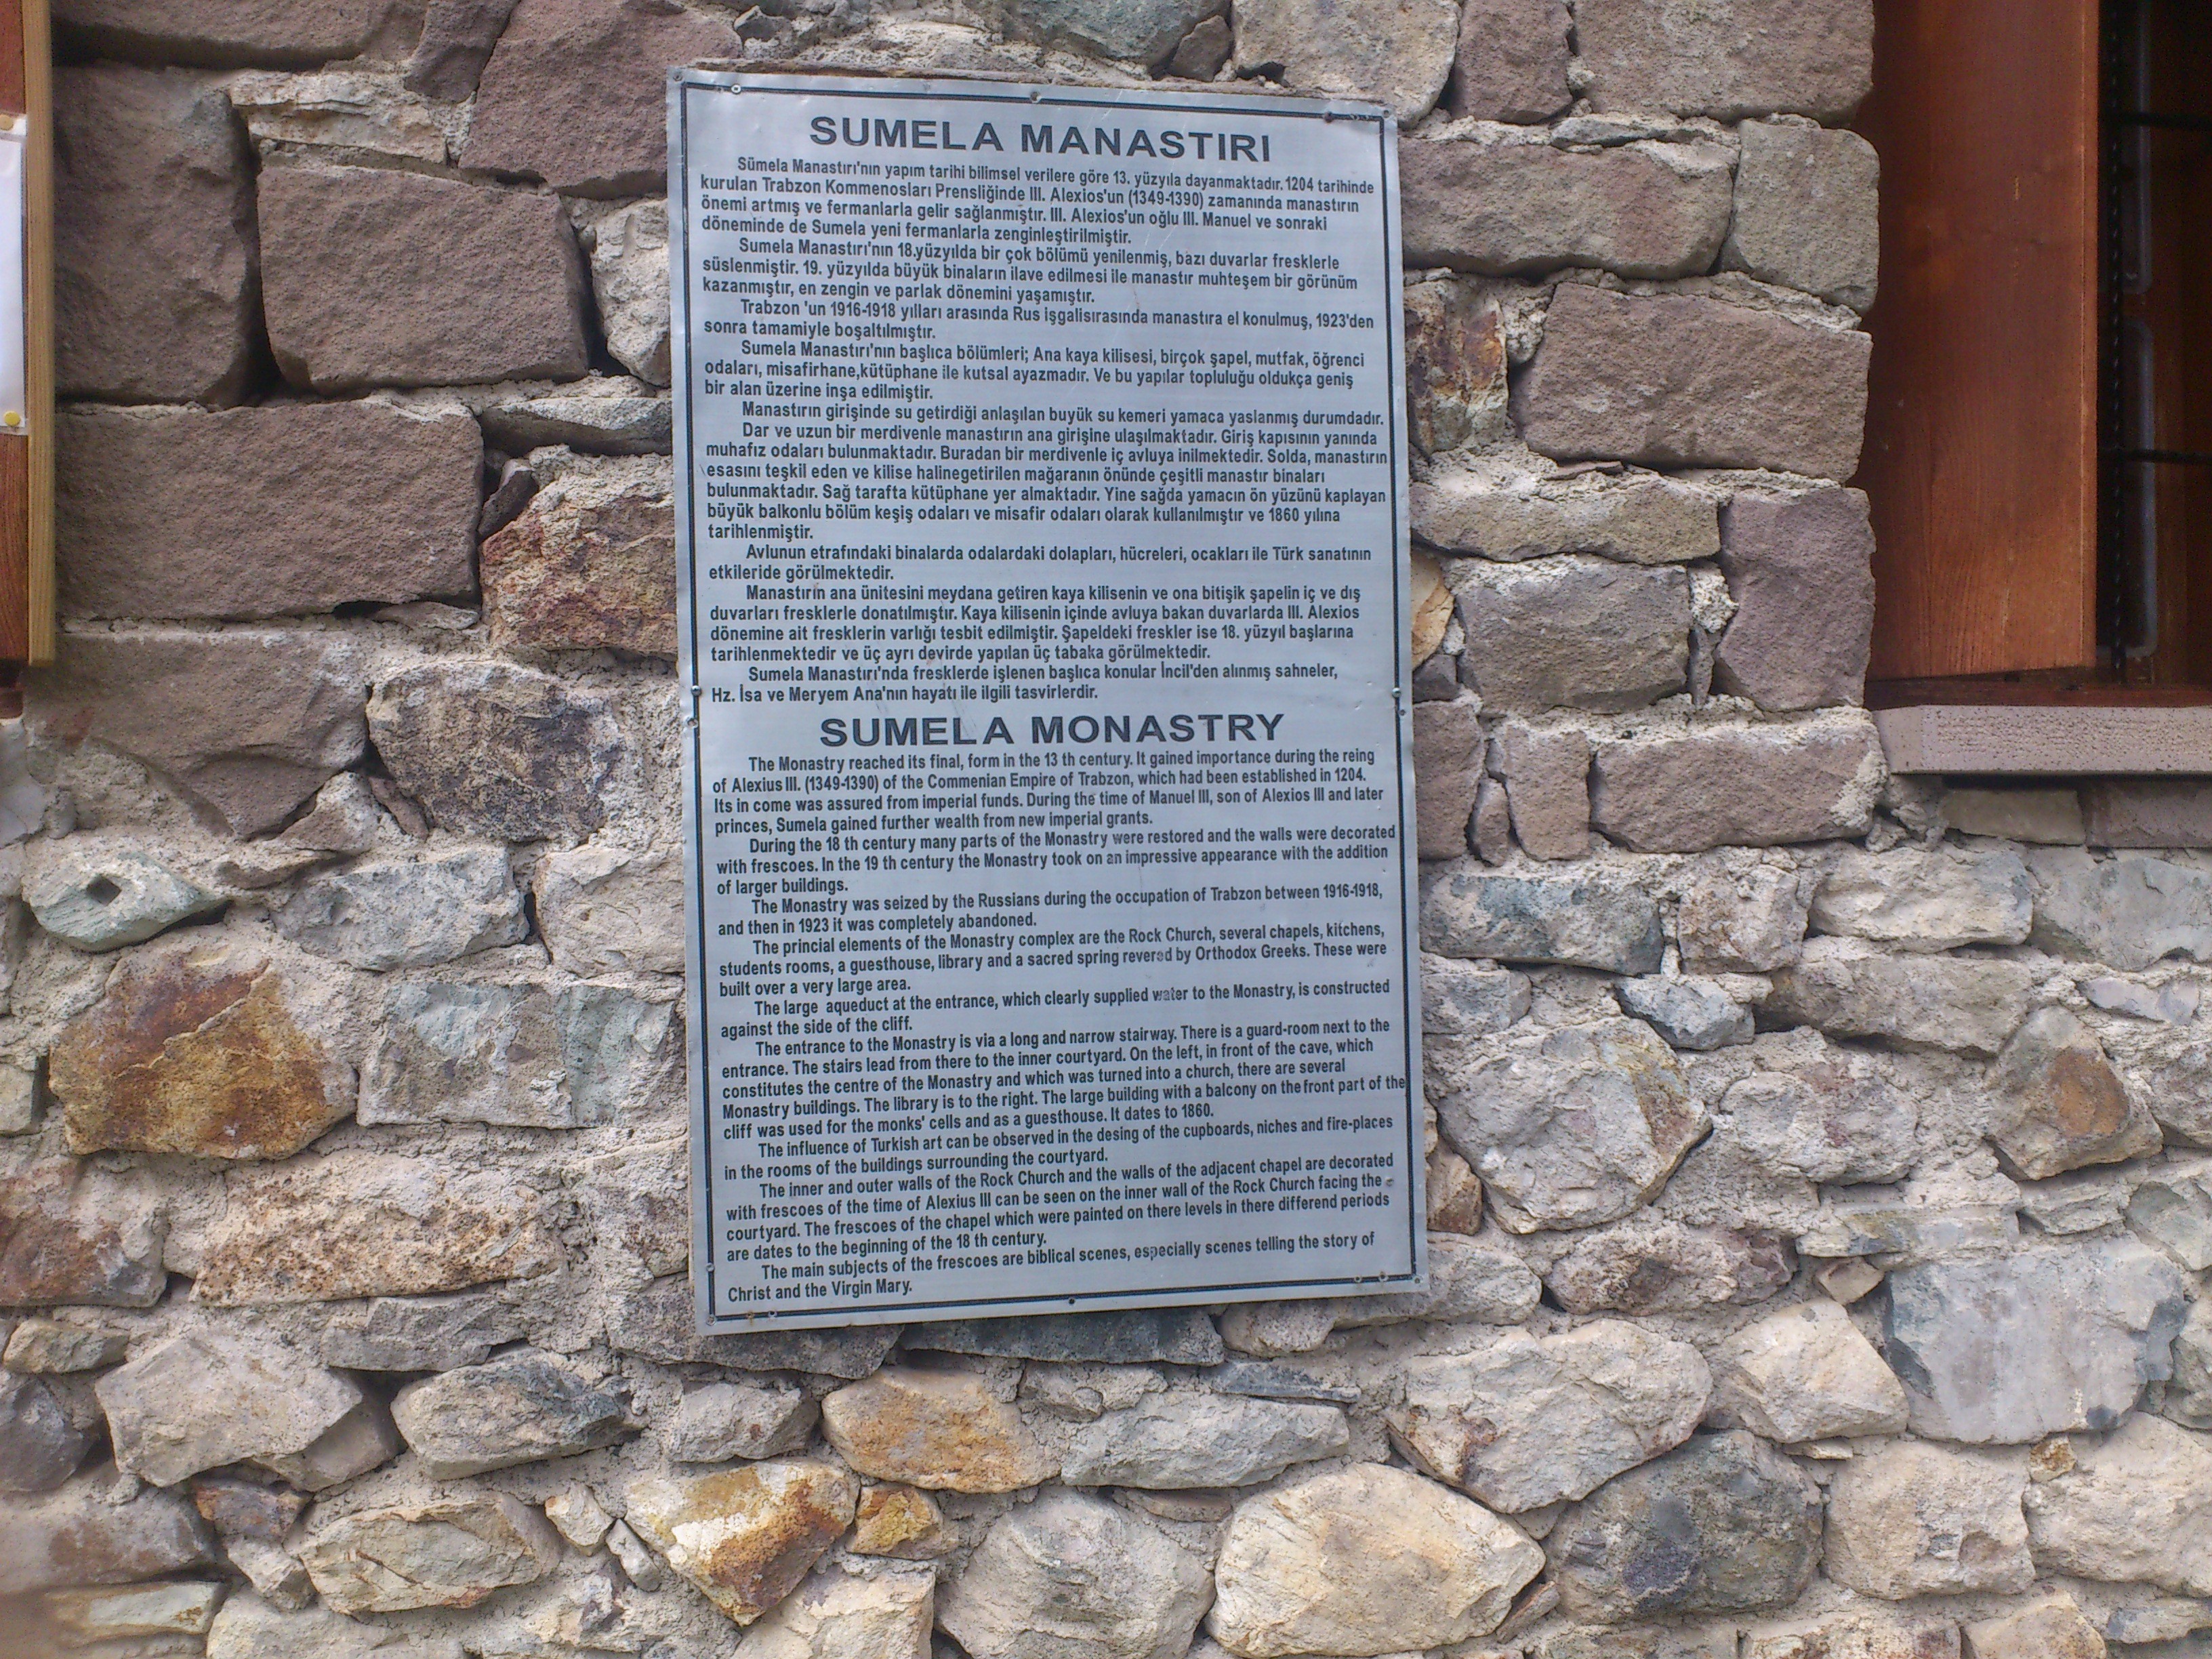 SUMELA MANASTIRI
Sümela Manastırı'nın yapım tarihi bilimsel verilere göre 13. yüzyıla dayanmaktadır. 1204 tarihinde
kurulan Trabzon Kommenosları Prensliğinde III. Alexios'un (1349-1390) zamanında manastırın
önemi artmış ve fermanlarla gelir sağlanmıştır. III. Alexios'un oğlu III. Manuel ve sonraki
döneminde de Sumela yeni fermanlarla zenginleştirilmiştir.
Sumela Manastırı'nın 18.yüzyılda bir çok bölümü yenilenmiş, bazı duvarlar fresklerle
süslenmiştir. 19. yüzyılda büyük binaların ilave edilmesi ile manastır muhteşem bir görünüm
kazanmıştır, en zengin ve parlak dönemini yaşamıştır.
Trabzon 'un 1916-1918 yılları arasında Rus işgalisırasında manastıra el konulmuş, 1923'den
sonra tamamiyle boşaltılmıştır.
Sumela Manastırı'nın başlıca bölümleri; Ana kaya kilisesi, birçok şapel, mutfak, öğrenci
odaları, misafirhane,kütüphane ile kutsal ayazmadır. Ve bu yapılar topluluğu oldukça geniş
bir alan üzerine inşa edilmiştir.
Manastırın girişinde su getirdiği anlaşılan buyük su kemeri yamaca yaslanmış durumdadır.
Dar ve uzun bir merdivenle manastırın ana girişine ulaşılmaktadır. Giriş kapısının yanında
muhafız odaları bulunmaktadır. Buradan bir merdivenle iç avluya inilmektedir. Solda, manastırın
esasını teşkil eden ve kilise halinegetirilen mağaranın önünde çeşitli manastır binaları
bulunmaktadır. Sağ tarafta kütüphane yer almaktadır. Yine sağda yamacın ön yüzünü kaplayan
büyük balkonlu bölüm keşiş odaları ve misafir odaları olarak kullanılmıştır ve 1860 yılına
tarihlenmiştir.
Avlunun etrafındaki binalarda odalardaki dolapları, hücreleri, ocakları ile Türk sanatının
etkileride görülmektedir.
Manastırın ana ünitesini meydana getiren kaya kilisenin ve ona bitişik şapelin iç ve dış
duvarları fresklerle donatılmıştır. Kaya kilisenin içinde avluya bakan duvarlarda III. Alexios
dönemine ait fresklerin varlığı tesbit edilmiştir. Şapeldeki freskler ise 18. yüzyıl başlarına
tarihlenmektedir ve üç ayrı devirde yapılan üç tabaka görülmektedir.
Sumela Manastırı'nda fresklerde işlenen başlıca konular İncil'den alınmış sahneler,
Hz. İsa ve Meryem Ana'nın hayatı ile ilgili tasvirlerdir.
SUMELA MONASTRY
The Monastry reached its final, form in the 13 th century. It gained importance during the reing
of Alexius III. (1349-1390) of the Commenian Empire of Trabzon, which had been established in 1204.
Its in come was assured from imperial funds. During the time of Manuel III, son of Alexios III and later
princes, Sumela gained further wealth from new imperial grants.
During the 18 th century many parts of the Monastry were restored and the walls were decorated
with frescoes. In the 19 th century the Monastry took on an impressive appearance with the addition
of larger buildings.
The Monastry was seized by the Russians during the occupation of Trabzon between 1916-1918,
and then in 1923 it was completely abandoned.
The princial elements of the Monastry complex are the Rock Church, several chapels, kitchens,
students rooms, a guesthouse, library and a sacred spring revered by Orthodox Greeks. These were
built over a very large area.
The large aqueduct at the entrance, which clearly supplied water to the Monastry, is constructed
against the side of the cliff.
The entrance to the Monastry is via a long and narrow stairway. There is a guard-room next to the
entrance. The stairs lead from there to the inner courtyard. On the left, in front of the cave, which
constitutes the centre of the Monastry and which was turned into a church, there are several
Monastry buildings. The library is to the right. The large building with a balcony on the front part of the
cliff was used for the monks' cells and as a guesthouse. It dates to 1860.
The influence of Turkish art can be observed in the desing of the cupboards, niches and fire-places
in the rooms of the buildings surrounding the courtyard.
The inner and outer walls of the Rock Church and the walls of the adjacent chapel are decorated
with frescoes of the time of Alexius III can be seen on the inner wall of the Rock Church facing the
courtyard. The frescoes of the chapel which were painted on there levels in there differend periods
are dates to the beginning of the 18 th century.
The main subjects of the frescoes are biblical scenes, especially scenes telling the story of
Christ and the Virgin Mary.